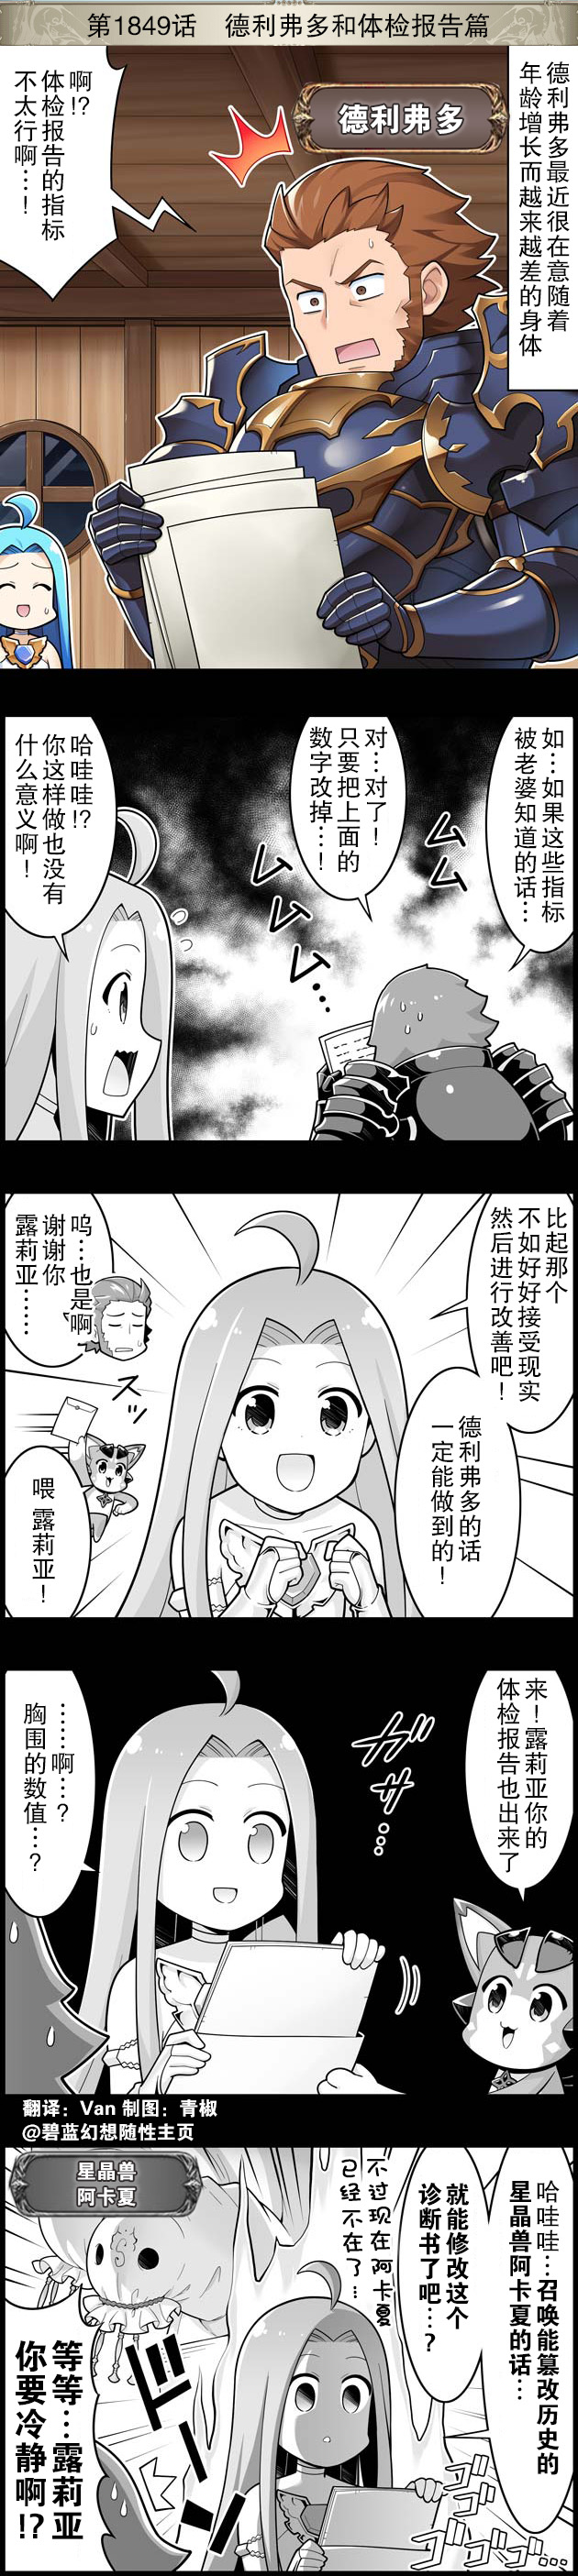 第1849话　德利弗多和体检报告篇
德利弗多最近很在意随着
年龄增长而越来越差的身体
德利弗多
啊!?
体检报告的指标
不太行啊…！
如…如果这些指标
被老婆知道的话…
对…对了！
只要把上面的
数字改掉…！
ムム
ブブブ…
哈哇哇!?
你这样做也没有
什么意义啊！
比起那个
不如好好接受现实
然后进行改善吧！
德利弗多的话
一定能做到的！
呜…也是啊
谢谢你
露莉亚……
スッ
喂 露莉亚！
来！露莉亚你的
体检报告也出来了
ガサ…
……啊…？
胸围的数值…？
翻译：Van 制图：青椒
@碧蓝幻想随性主页
哈哇哇…召唤能篡改历史的
星晶兽阿卡夏的话…
就能修改这个
诊断书了吧…？
不过现在阿卡夏
已经不在了…
星晶兽
阿卡夏
ドドン
等等…露莉亚
你要冷静啊!?
ゴゴゴ…